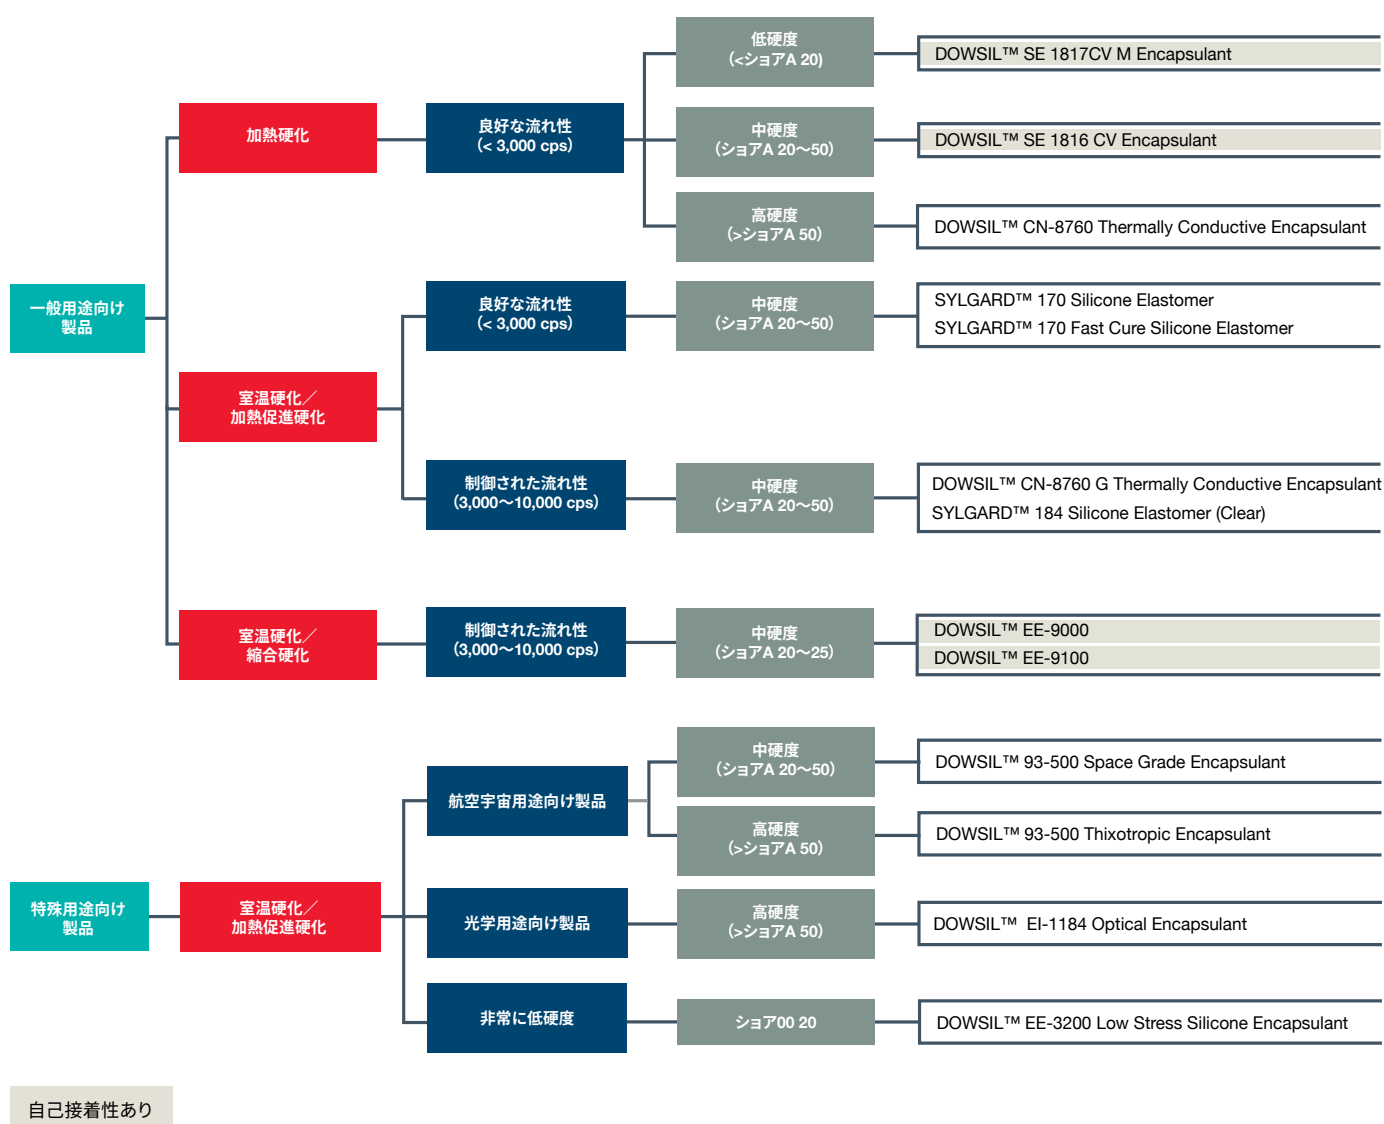 一般用途向け
製品
加熱硬化
良好な流れ性
(< 3,000 cps)
低硬度
(<ショアA 20)
DOWSIL™ SE 1817CV M Encapsulant
中硬度
(ショアA 20～50)
DOWSIL™ SE 1816 CV Encapsulant
高硬度
(>ショアA 50)
DOWSIL™ CN-8760 Thermally Conductive Encapsulant
室温硬化／
加熱促進硬化
良好な流れ性
(< 3,000 cps)
中硬度
(ショアA 20～50)
SYLGARD™ 170 Silicone Elastomer
SYLGARD™ 170 Fast Cure Silicone Elastomer
制御された流れ性
(3,000～10,000 cps)
中硬度
(ショアA 20～50)
DOWSIL™ CN-8760 G Thermally Conductive Encapsulant
SYLGARD™ 184 Silicone Elastomer (Clear)
室温硬化／
縮合硬化
制御された流れ性
(3,000～10,000 cps)
中硬度
(ショアA 20～25)
DOWSIL™ EE-9000
DOWSIL™ EE-9100
特殊用途向け
製品
室温硬化／
加熱促進硬化
航空宇宙用途向け製品
中硬度
(ショアA 20～50)
DOWSIL™ 93-500 Space Grade Encapsulant
高硬度
(>ショアA 50)
DOWSIL™ 93-500 Thixotropic Encapsulant
光学用途向け製品
高硬度
(>ショアA 50)
DOWSIL™ EI-1184 Optical Encapsulant
非常に低硬度
ショア00 20
DOWSIL™ EE-3200 Low Stress Silicone Encapsulant
自己接着性あり